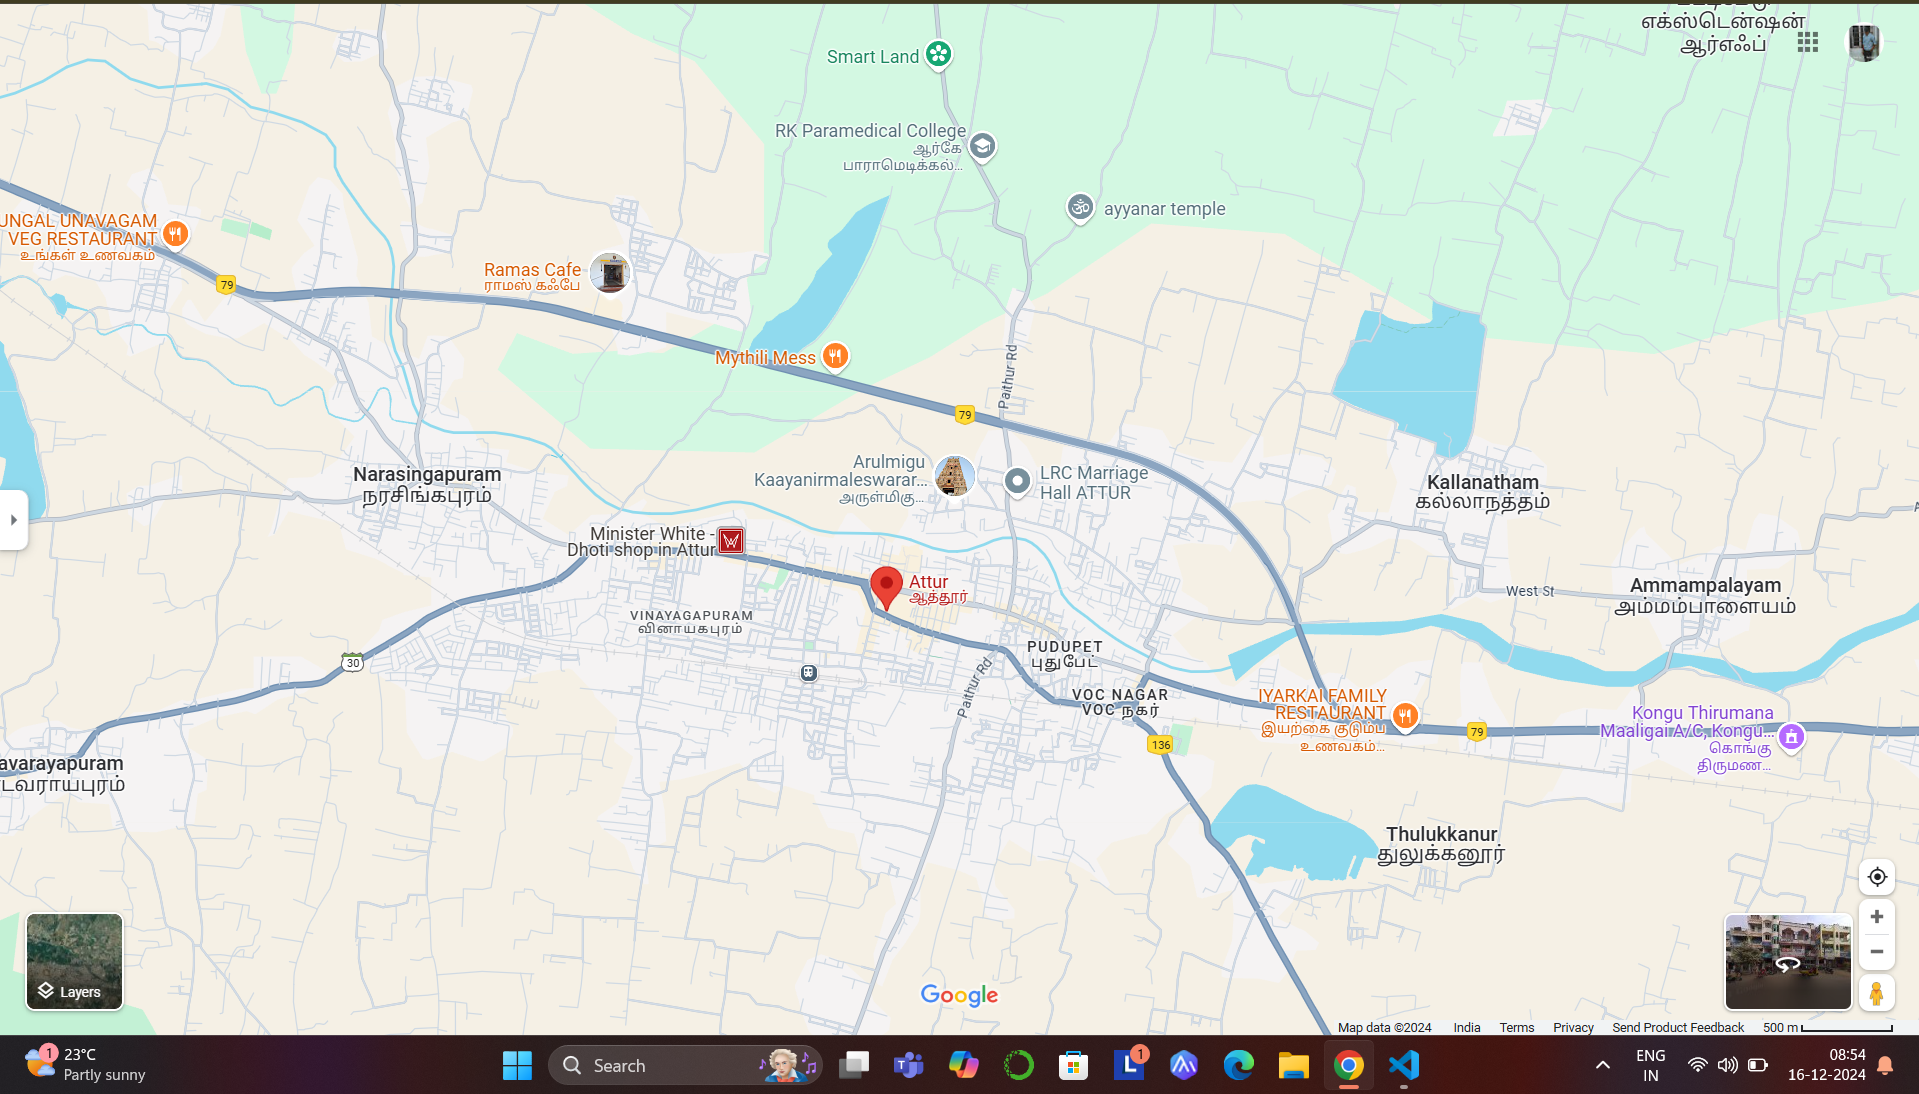 எக்ஸ்டென்ஷன்
ஆர்எஃப்
Smart Land
RK Paramedical College
ஆர்கே
பாராமெடிக்கல்...
ayyanar temple
UNGAL UNAVAGAM
VEG RESTAURANT
உங்கள் உணவகம்
79
Ramas Cafe
ராமஸ் கஃபே
Mythili Mess
Paithur Rd
79
Narasingapuram
நரசிங்கபுரம்
Arulmigu
Kaayanirmaleswarar...
அருள்மிகு...
LRC Marriage
Hall ATTUR
Kallanatham
கல்லாநத்தம்
Minister White -
Dhoti shop in Attur
Attur
ஆத்தூர்
West St
Ammampalayam
அம்மம்பாளையம்
VINAYAGAPURAM
வினாயகபுரம்
30
PUDUPET
புதுபேட்
Paithur Rd
VOC NAGAR
VOC நகர்
IYARKAI FAMILY
RESTAURANT
இயற்கை குடும்ப
உணவகம்...
79
Kongu Thirumana
Maaligai A/C, Kongu...
கொங்கு
திருமண...
136
avarayapuram
டவராயபுரம்
Thulukkanur
துலுக்கனூர்
Layers
Google
Map data ©2024 India Terms Privacy Send Product Feedback 500 m
1
23°C
Partly sunny
Search
1
ENG
IN
08:54
16-12-2024